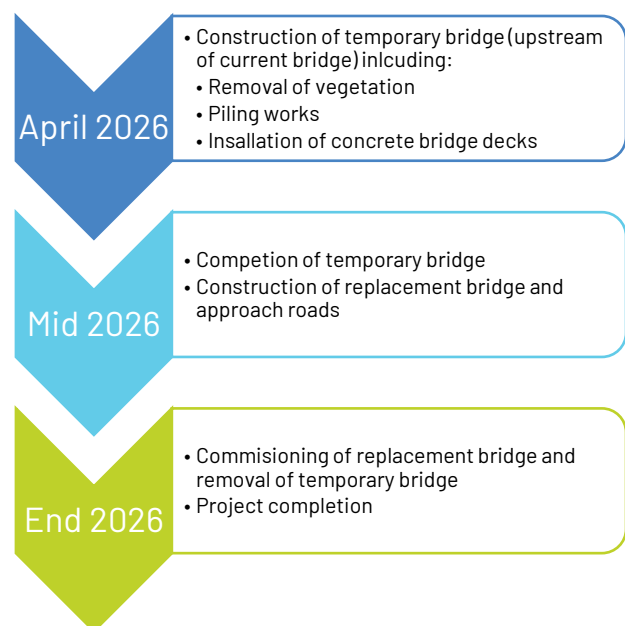 April 2026
• Construction of temporary bridge (upstream
of current bridge) inlcuding:
• Removal of vegetation
• Piling works
• Insallation of concrete bridge decks
Mid 2026
• Competion of temporary bridge
• Construction of replacement bridge and
approach roads
End 2026
• Commisioning of replacement bridge and
removal of temporary bridge
• Project completion